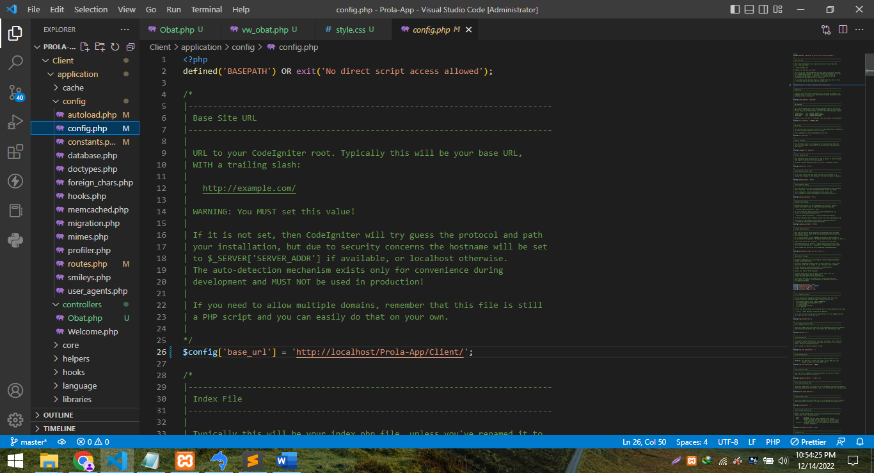 File Edit Selection View Go Run Terminal Help
config.php - Prola-App - Visual Studio Code [Administrator]
EXPLORER
Obat.php U
vw_obat.php U
# style.css U
config.php M
PROLA-...
Client
application
cache
config
autoload.php M
config.php M
constants.p... M
database.php
doctypes.php
foreign_chars.php
hooks.php
memcached.php
migration.php
mimes.php
profiler.php
routes.php M
smileys.php
user_agents.php
controllers
Obat.php U
Welcome.php
core
helpers
hooks
language
libraries
OUTLINE
TIMELINE
40
Client > application > config > config.php
1 <?php
2 defined('BASEPATH') OR exit('No direct script access allowed');
3
4 /*
5 |--------------------------------------------------------------------------
6 | Base Site URL
7 |--------------------------------------------------------------------------
8 |
9 | URL to your CodeIgniter root. Typically this will be your base URL,
10 | WITH a trailing slash:
11 |
12 | http://example.com/
13 |
14 | WARNING: You MUST set this value!
15 |
16 | If it is not set, then CodeIgniter will try guess the protocol and path
17 | your installation, but due to security concerns the hostname will be set
18 | to $_SERVER['SERVER_ADDR'] if available, or localhost otherwise.
19 | The auto-detection mechanism exists only for convenience during
20 | development and MUST NOT be used in production!
21 |
22 | If you need to allow multiple domains, remember that this file is still
23 | a PHP script and you can easily do that on your own.
24 |
25 */
26 $config['base_url'] = 'http://localhost/Prola-App/Client/';
27
28 /*
29 |--------------------------------------------------------------------------
30 | Index File
31 |--------------------------------------------------------------------------
32 |
33 | Typically this will be your index.php file, unless you've renamed it to
master* 0 0
Ln 26, Col 50 Spaces: 4 UTF-8 LF PHP Prettier
10:54:25 PM
12/14/2022